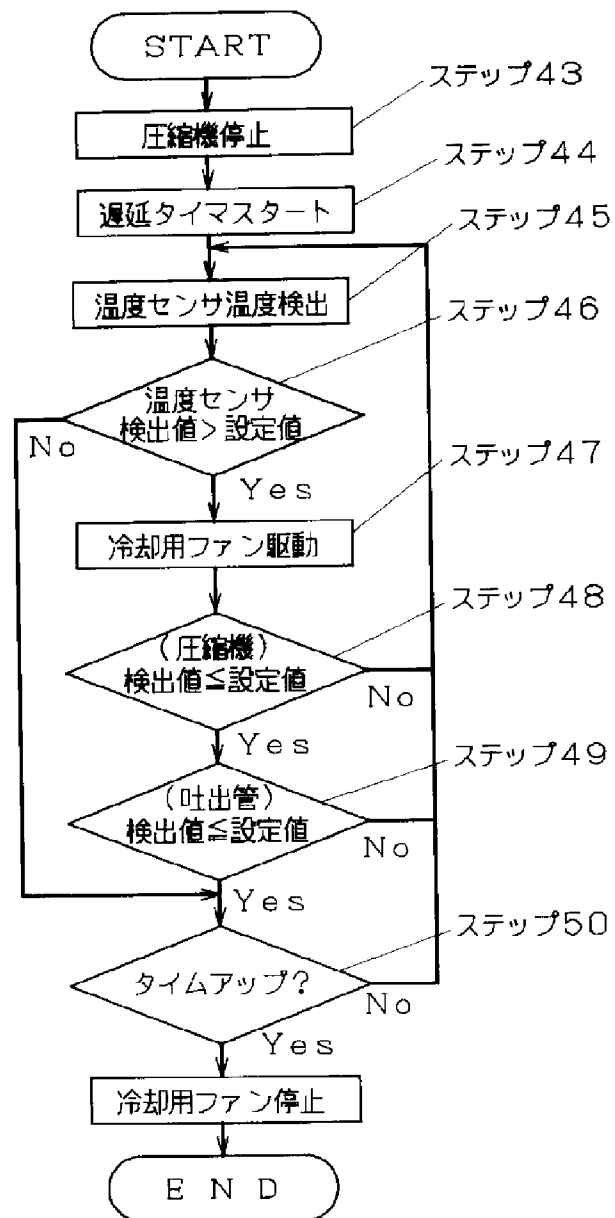 START
ステップ43
圧縮機停止
ステップ44
遅延タイマスタート
ステップ45
温度センサ温度検出
ステップ46
温度センサ
検出値＞設定値
No
Yes
ステップ47
冷却用ファン駆動
ステップ48
（圧縮機）
検出値≦設定値
No
Yes
ステップ49
（吐出管）
検出値≦設定値
No
Yes
ステップ50
タイムアップ？
No
Yes
冷却用ファン停止
END